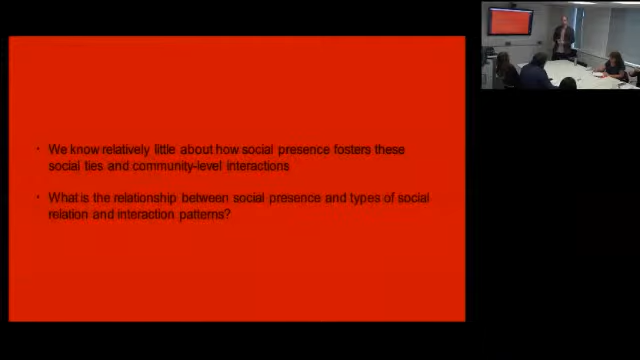 • We know relatively little about how social presence fosters these
social ties and community-level interactions
• What is the relationship between social presence and types of social
relation and interaction patterns?